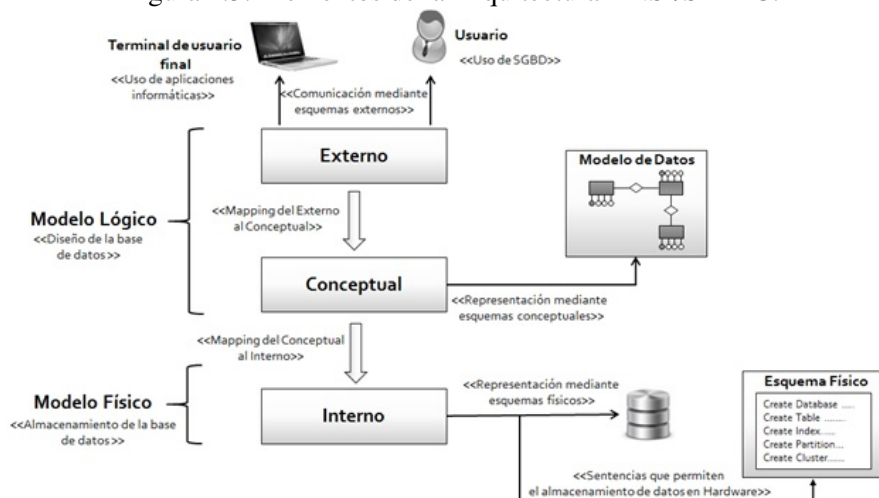 Terminal de usuario
final
<<Uso de aplicaciones
informáticas>>
Usuario
<<Uso de SGBD>>
<<Comunicación mediante
esquemas externos>>
Externo
Modelo de Datos
Modelo Lógico
<<Diseño de la base
de datos>>
<<Mapping del Externo
al Conceptual>>
Conceptual
<<Representación mediante
esquemas conceptuales>>
<<Mapping del Conceptual
al Interno>>
Modelo Físico
<<Almacenamiento de la base
de datos>>
Interno
<<Representación mediante
esquemas físicos>>
Esquema Físico
Create Database .....
Create Table ........
Create Index.....
Create Partition...
Create Cluster......
<<Sentencias que permiten
el almacenamiento de datos en Hardware>>